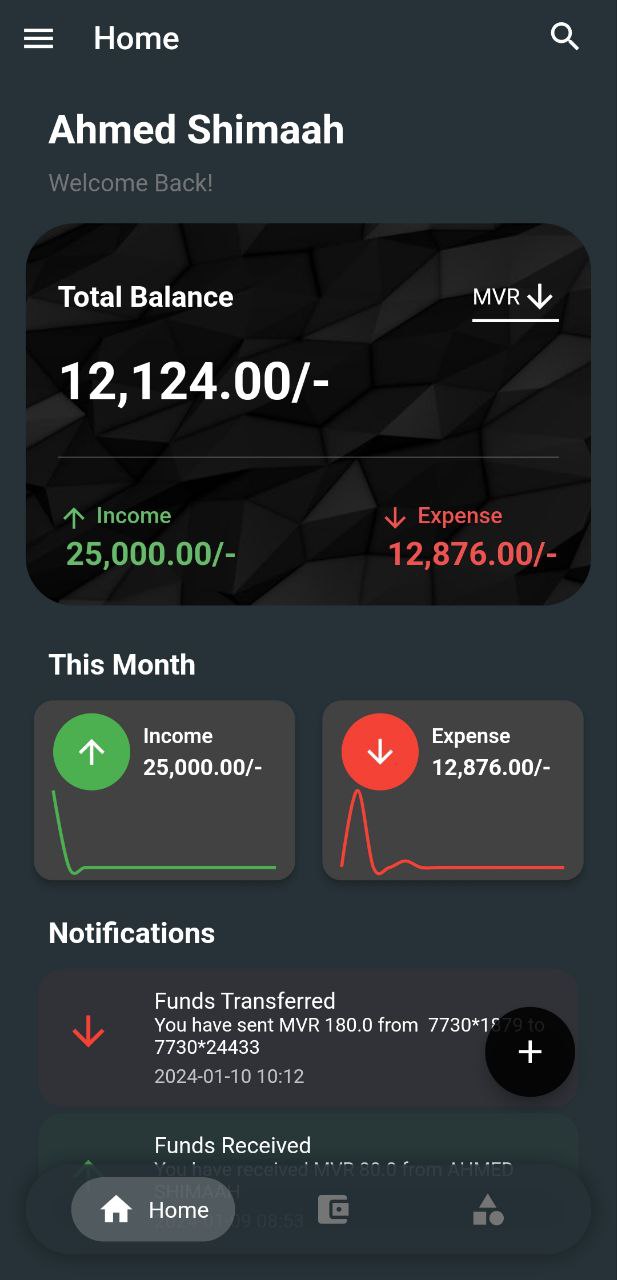 Home
Ahmed Shimaah
Welcome Back!
Total Balance
MVR
12,124.00/-
Income
Expense
25,000.00/-
12,876.00/-
This Month
Income
25,000.00/-
Expense
12,876.00/-
Notifications
Funds Transferred
You have sent MVR 180.0 from 7730*1879 to
7730*24433
2024-01-10 10:12
Funds Received
You have received MVR 80.0 from AHMED
SHIMAAH
2024-01-09 08:53
Home